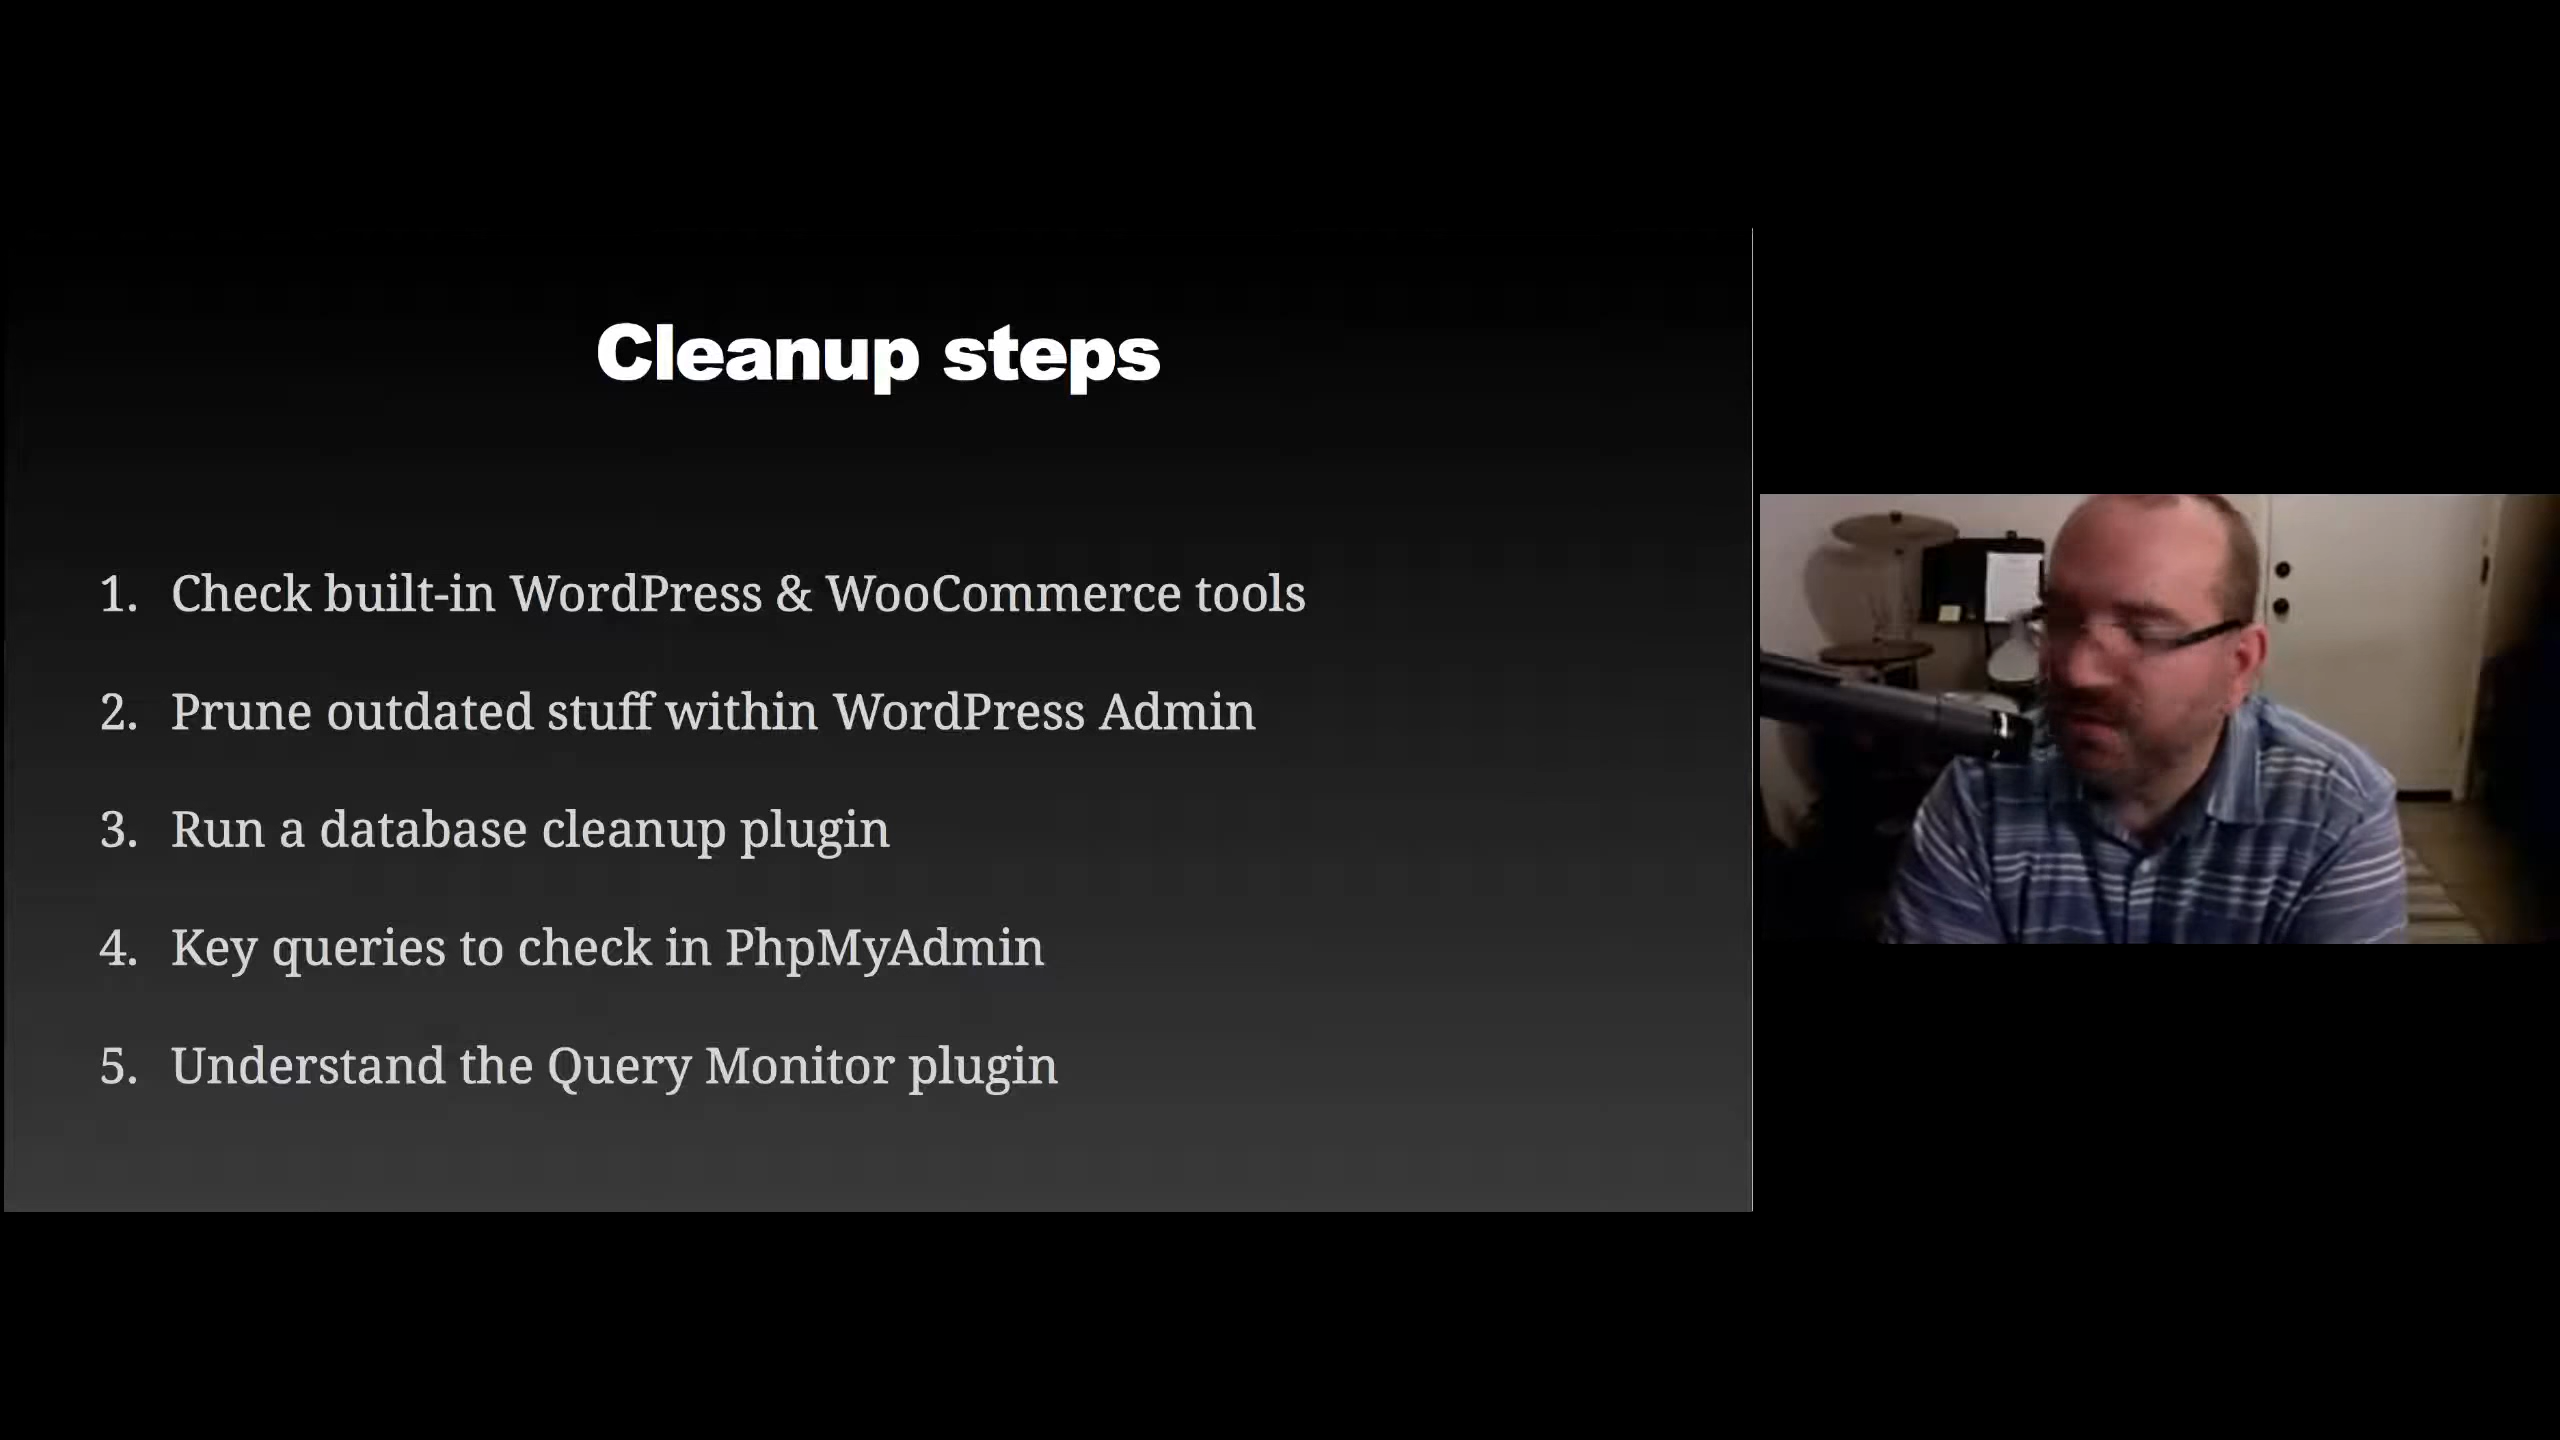 Cleanup steps
1. Check built-in WordPress & WooCommerce tools
2. Prune outdated stuff within WordPress Admin
3. Run a database cleanup plugin
4. Key queries to check in PhpMyAdmin
5. Understand the Query Monitor plugin